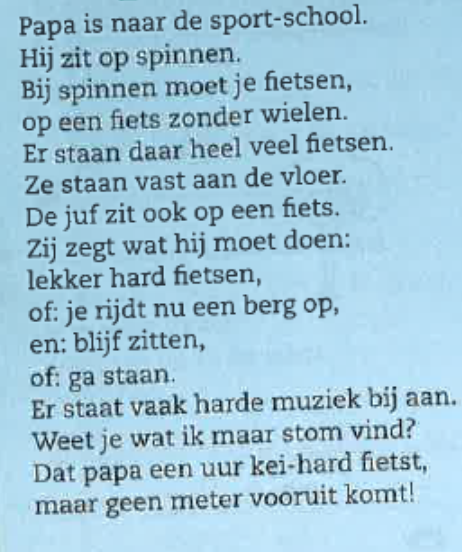 Papa is naar de sport-school.
Hij zit op spinnen.
Bij spinnen moet je fietsen,
op een fiets zonder wielen.
Er staan daar heel veel fietsen.
Ze staan vast aan de vloer.
De juf zit ook op een fiets.
Zij zegt wat hij moet doen:
lekker hard fietsen,
of: je rijdt nu een berg op,
en: blijf zitten,
of: ga staan.
Er staat vaak harde muziek bij aan.
Weet je wat ik maar stom vind?
Dat papa een uur kei-hard fietst,
maar geen meter vooruit komt!